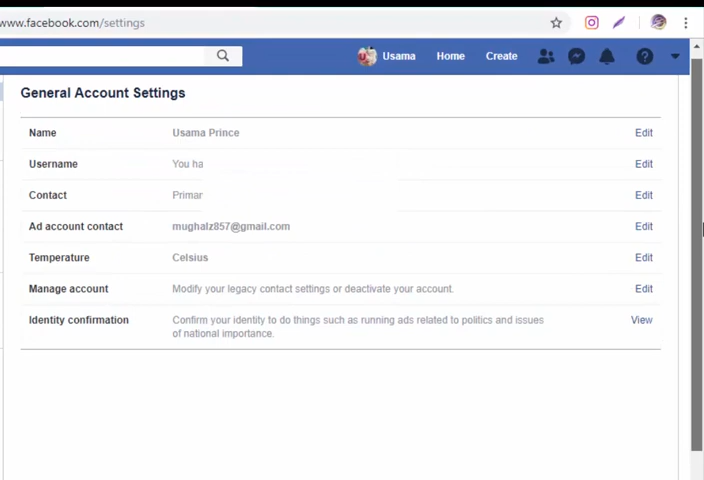 www.facebook.com/settings
Usama Home Create
General Account Settings
Name Usama Prince Edit
Username You ha Edit
Contact Primar Edit
Ad account contact mughalz857@gmail.com Edit
Temperature Celsius Edit
Manage account Modify your legacy contact settings or deactivate your account. Edit
Identity confirmation Confirm your identity to do things such as running ads related to politics and issues View
of national importance.